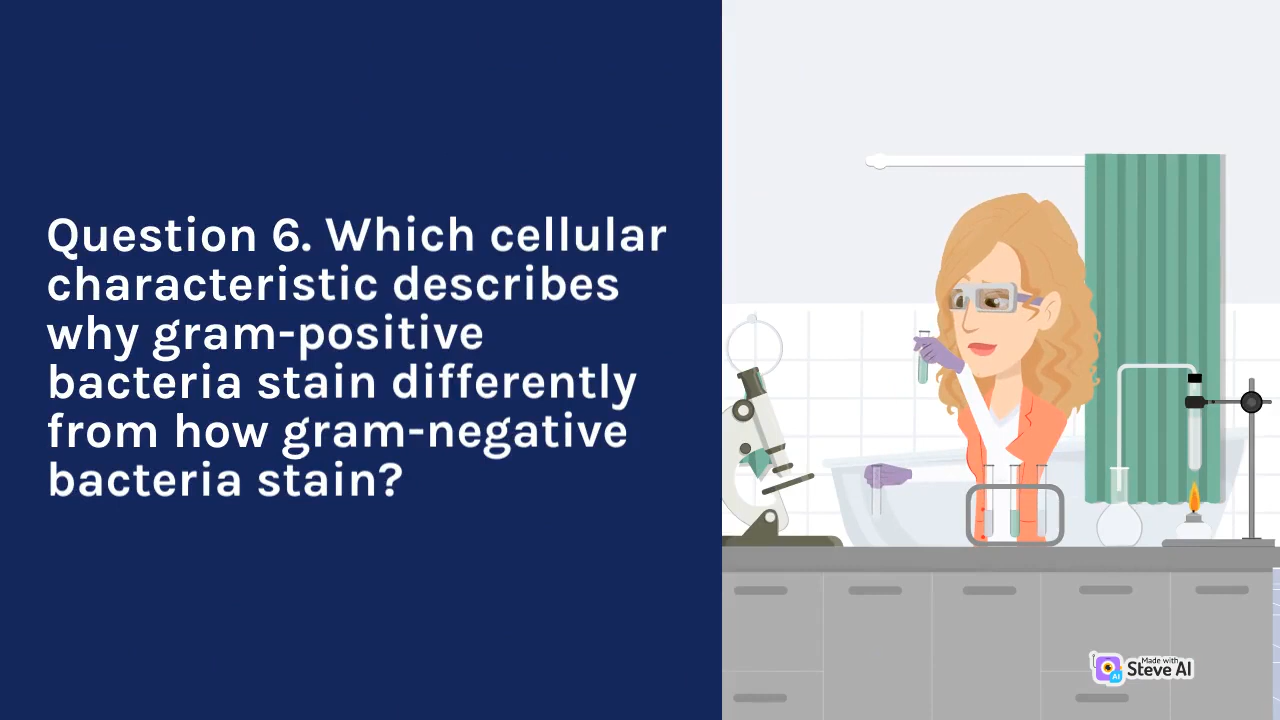 Question 6. Which cellular
characteristic describes
why gram-positive
bacteria stain differently
from how gram-negative
bacteria stain?
Made with
Steve AI
AI